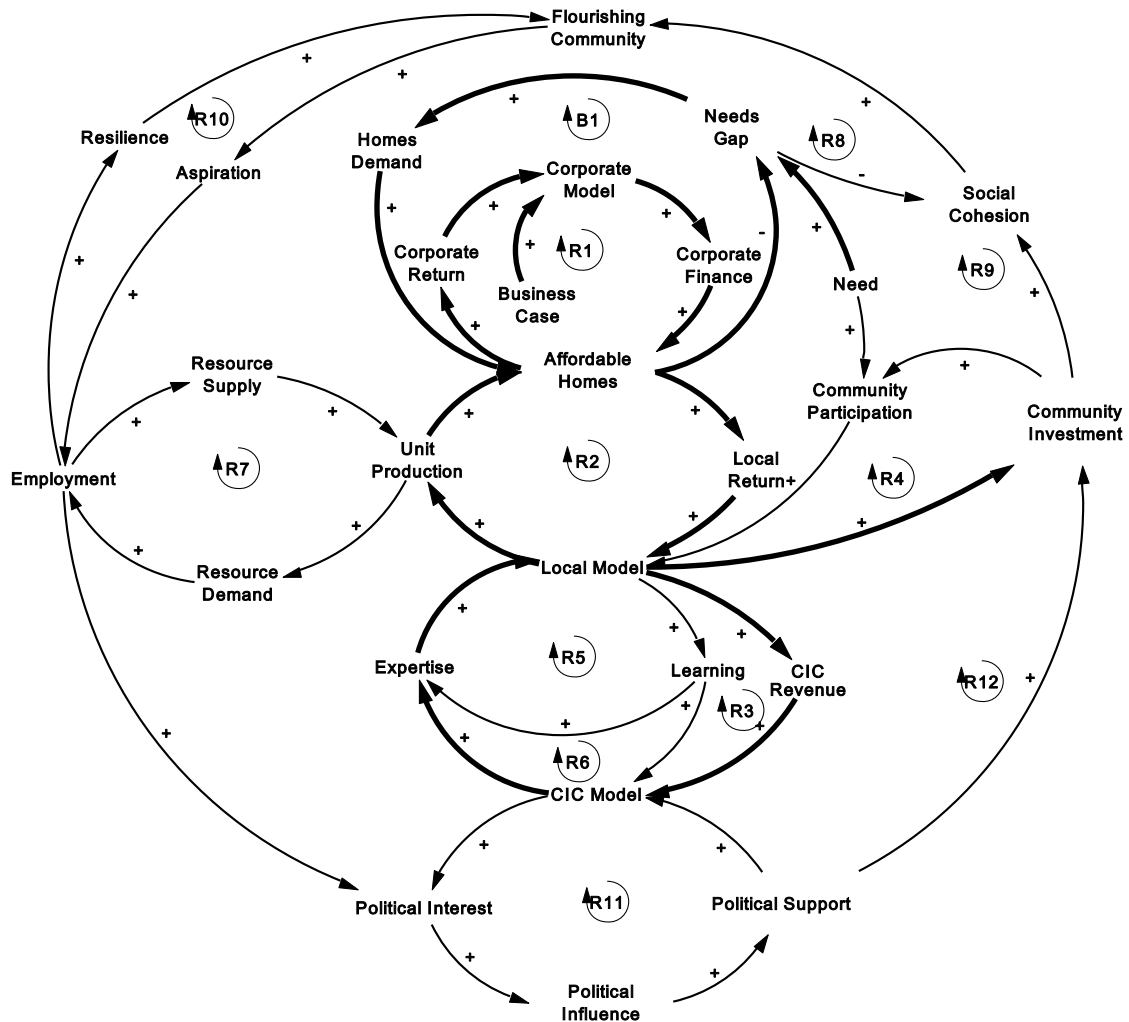 Flourishing
Community
+
+
+
+
R10
B1
R8
Needs
Gap
Resilience
Homes
Demand
Aspiration
Corporate
Model
-
Social
Cohesion
+
+
+
+
Corporate
Return
+
R1
-
Corporate
Finance
R9
+
+
Business
Case
Need
+
+
+
+
Resource
Supply
Affordable
Homes
+
Community
Participation
+
+
+
+
Community
Investment
Unit
Production
Employment
R7
R2
Local
Return+
R4
+
+
+
+
+
Resource
Demand
Local Model
+
+
+
Expertise
R5
Learning
CIC
Revenue
R12
+
+
R3
+
+
+
+
R6
CIC Model
+
+
Political Interest
R11
Political Support
+
+
Political
Influence